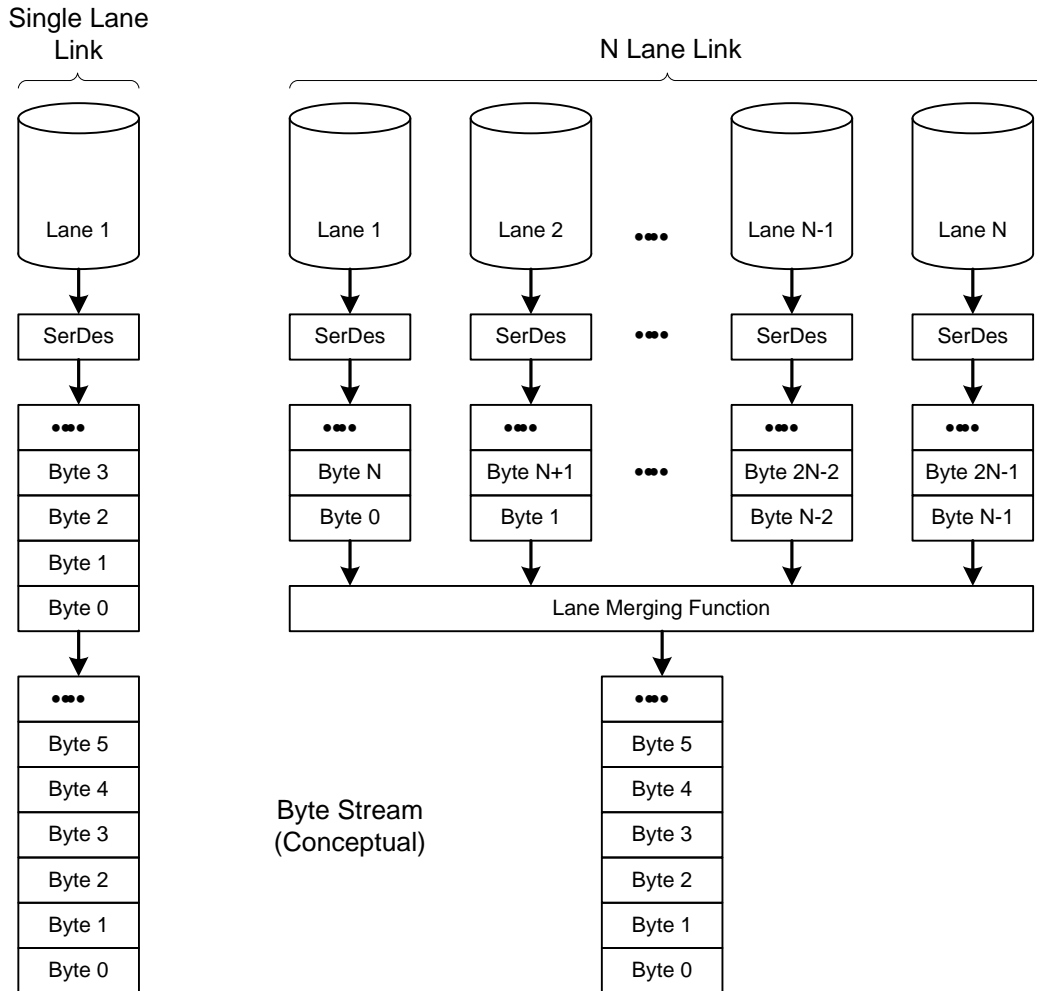 Single Lane
Link
N Lane Link
Lane 1
Lane 1
Lane 2
••••
Lane N-1
Lane N
SerDes
SerDes
SerDes
••••
SerDes
SerDes
••••
••••
••••
••••
••••
Byte 3
Byte N
Byte N+1
••••
Byte 2N-2
Byte 2N-1
Byte 2
Byte 0
Byte 1
Byte N-2
Byte N-1
Byte 1
Byte 0
Lane Merging Function
••••
••••
Byte 5
Byte 5
Byte 4
Byte 4
Byte Stream
(Conceptual)
Byte 3
Byte 3
Byte 2
Byte 2
Byte 1
Byte 1
Byte 0
Byte 0